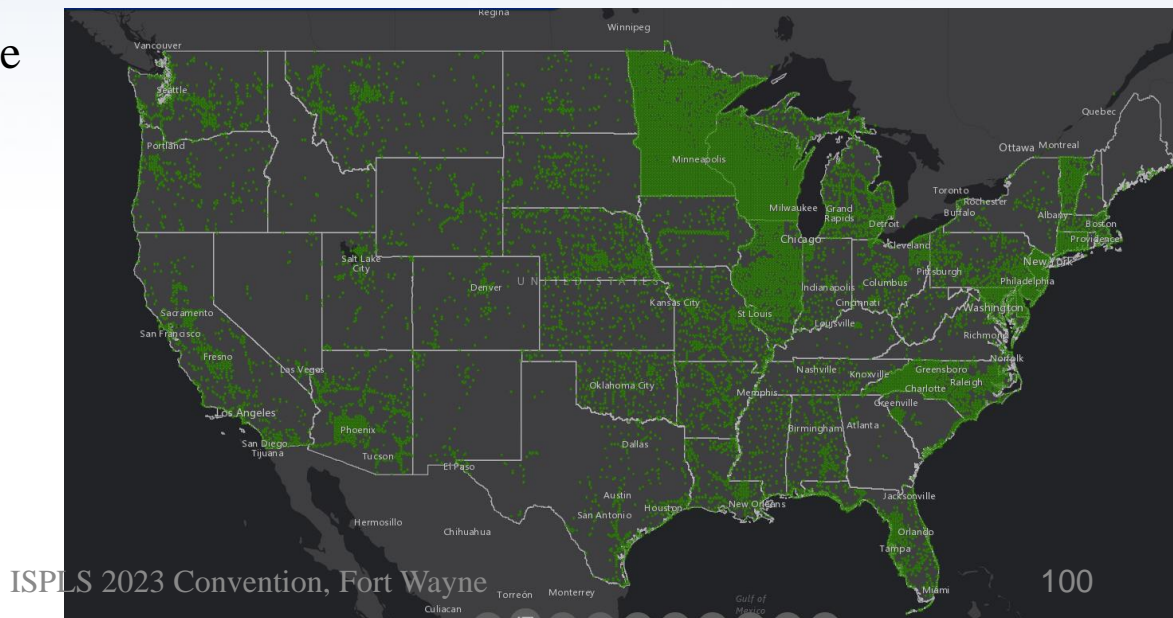 e
Regina
Winnipeg
Vancouver
Seattle
Quebec
Portland
Ottawa Montreal
Minneapolis
Toronto
Rochester
Buffalo
Albany
Boston
Milwaukee
Grand
Rapids
Detroit
Providence
Chicago
Cleveland
New York
Salt Lake
City
Pittsburgh
Philadelphia
Denver
UNITED STATES
Indianapolis
Columbus
Sacramento
Kansas City
Cincinnati
Washington
San Francisco
St Louis
Louisville
Richmond
Fresno
Norfolk
Las Vegas
Nashville
Knoxville
Greensboro
Oklahoma City
Charlotte
Raleigh
Memphis
Greenville
Los Angeles
Phoenix
Birmingham
Atlanta
San Diego
Tijuana
Tucson
Dallas
El Paso
Austin
Jacksonville
San Antonio
Houston
New Orleans
Hermosillo
Chihuahua
Orlando
Tampa
ISPLS 2023 Convention, Fort Wayne
100
Torreón
Monterrey
Miami
Gulf of
Mexico
Culiacan